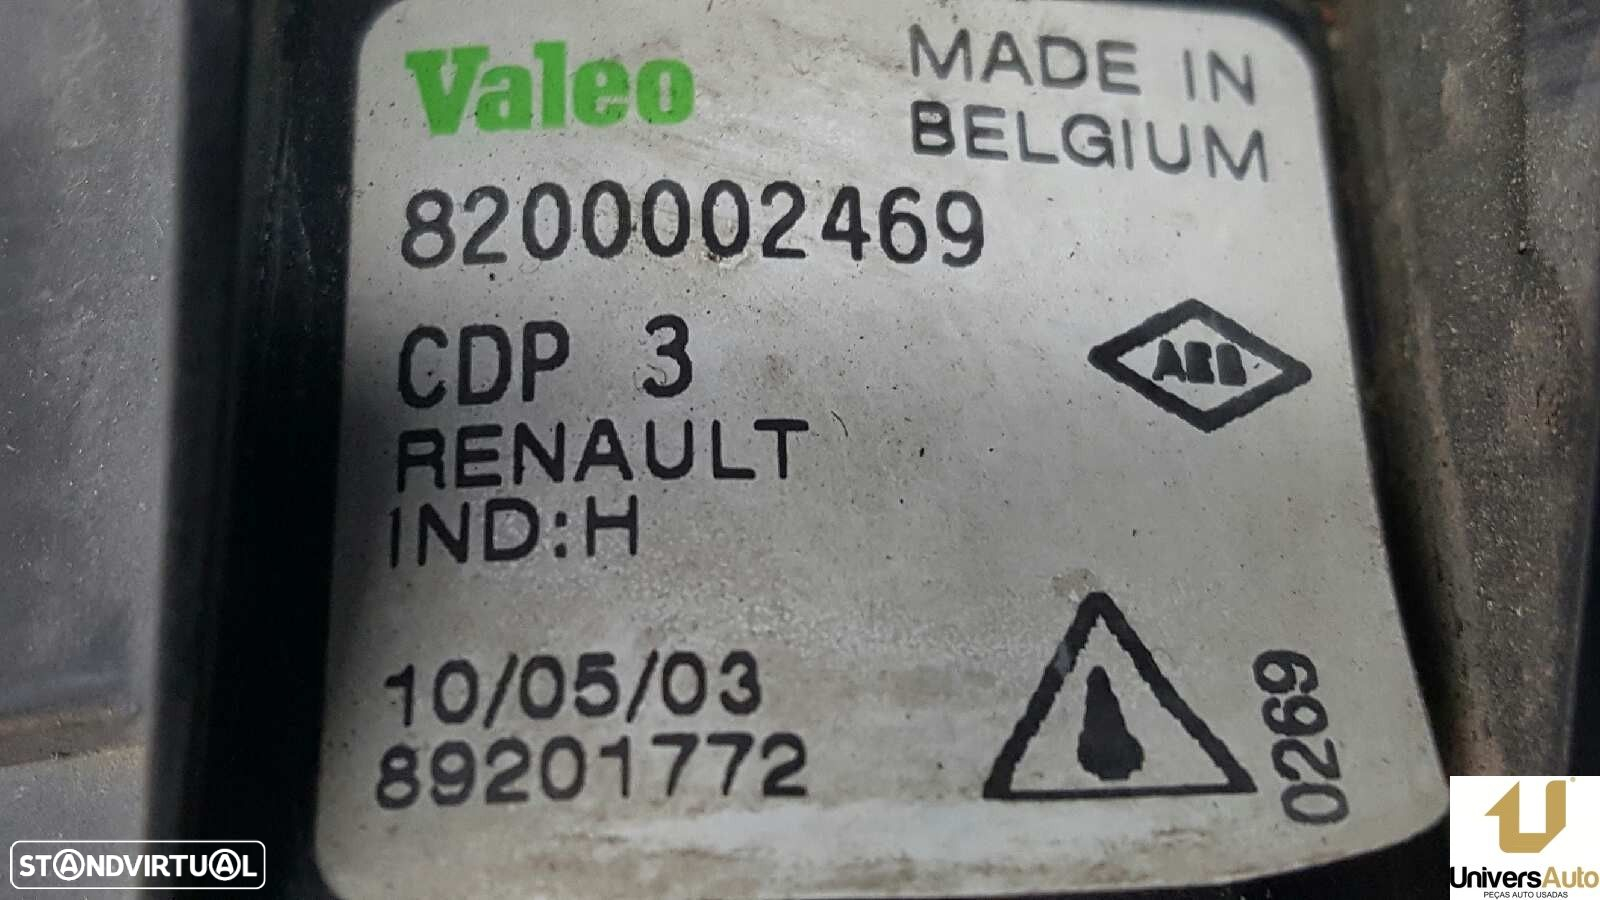 Valeo
MADE IN
BELGIUM
8200002469
CDP 3
AEB
RENAULT
IND:H
10/05/03
89201772
0269
STANDVIRTUAL
UniversAuto
PEÇAS AUTO USADAS